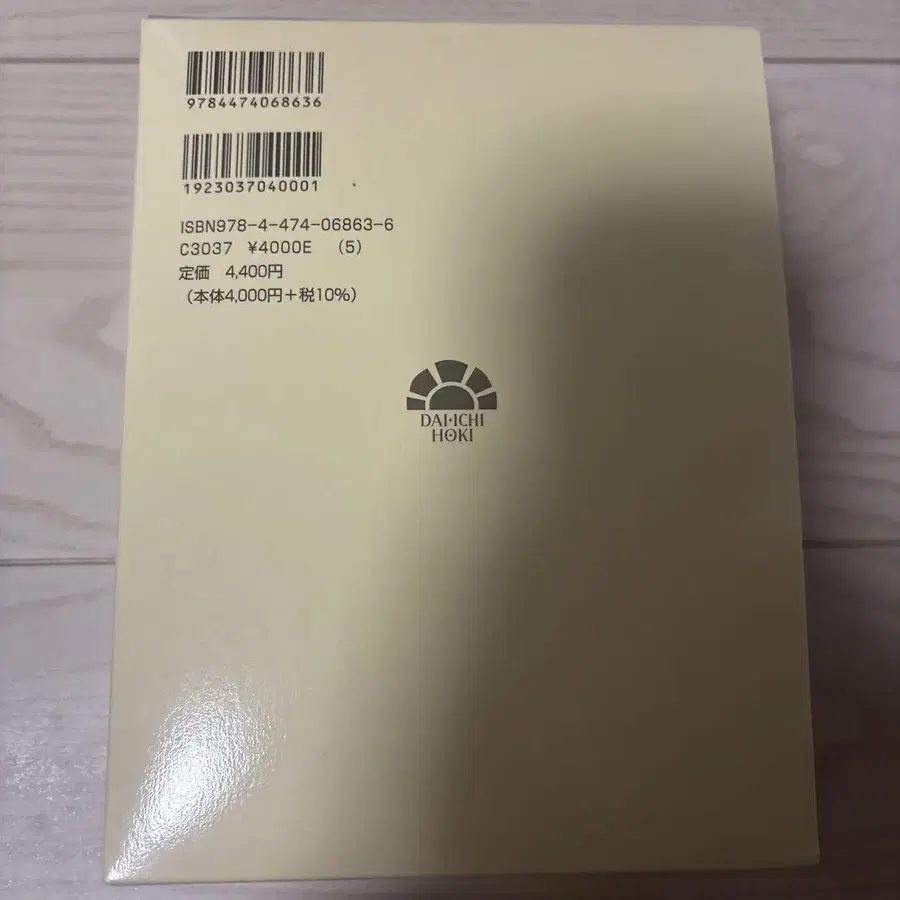 9784474068636
1923037040001
ISBN978-4-474-06863-6
C3037 ¥4000E (5)
定価 4,400円
(本体4,000円+税10%)
DAI-ICHI
HOKI